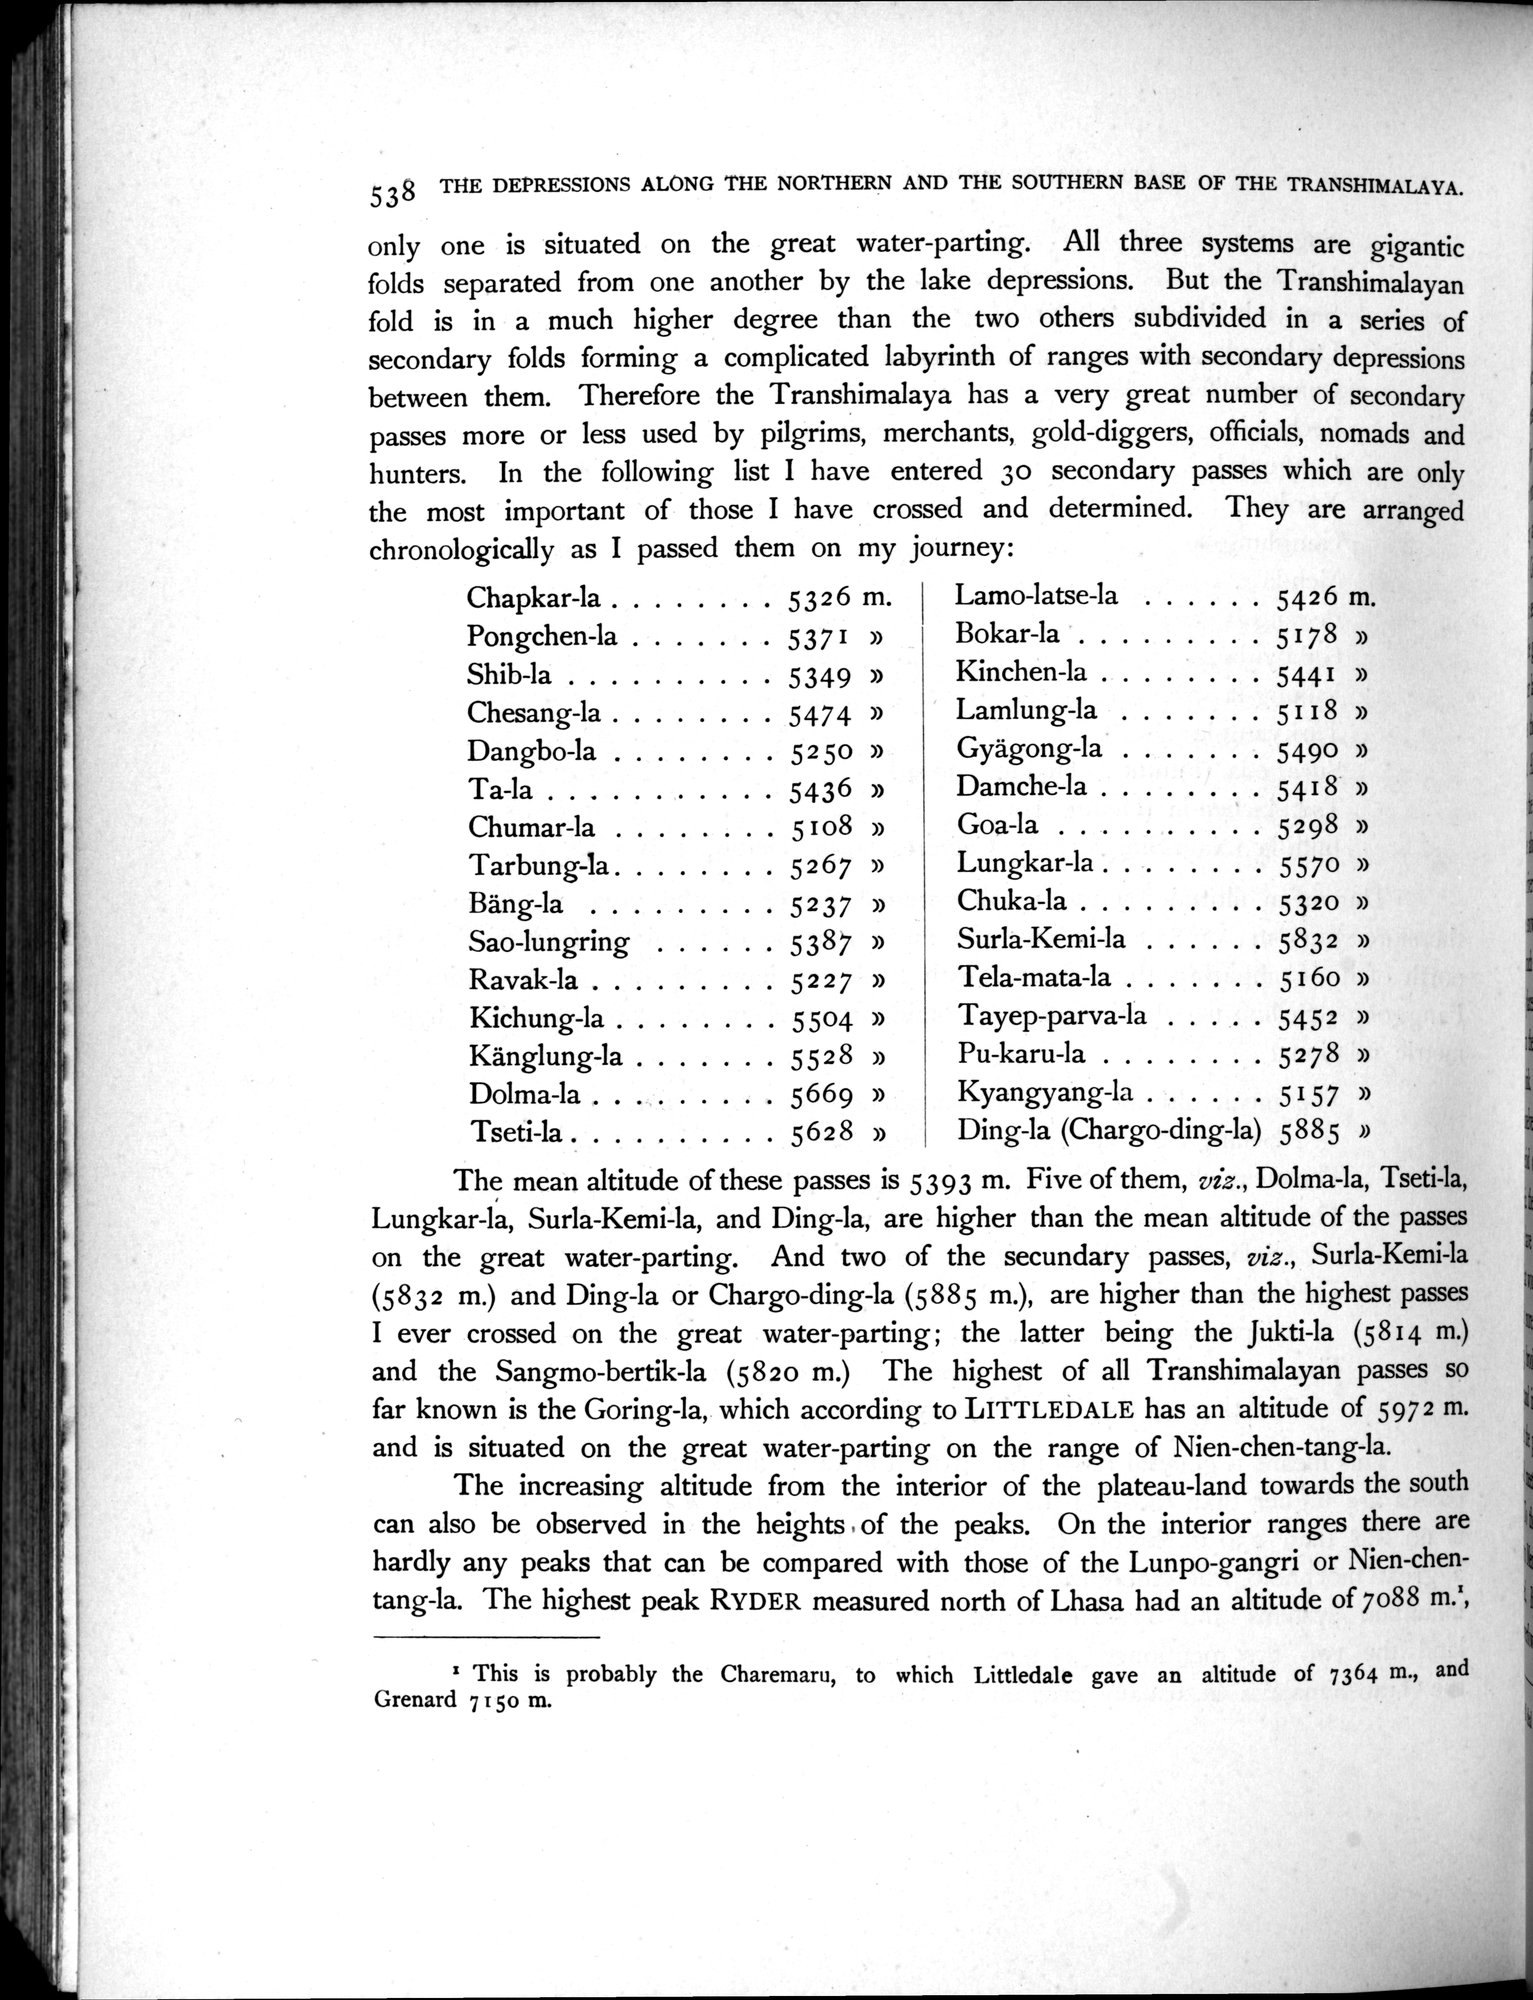 538 THE DEPRESSIONS ALONG THE NORTHERN AND THE SOUTHERN BASE OF THE TRANSHIMALAYA.
only one is situated on the great water-parting. All three systems are gigantic
folds separated from one another by the lake depressions. But the Transhimalayan
fold is in a much higher degree than the two others subdivided in a series of
secondary folds forming a complicated labyrinth of ranges with secondary depressions
between them. Therefore the Transhimalaya has a very great number of secondary
passes more or less used by pilgrims, merchants, gold-diggers, officials, nomads and
hunters. In the following list I have entered 30 secondary passes which are only
the most important of those I have crossed and determined. They are arranged
chronologically as I passed them on my journey:
Chapkar-la . . . . . . . . 5326 m.
Pongchen-la . . . . . . . 5371 »
Shib-la . . . . . . . . . . 5349 »
Chesang-la . . . . . . . . 5474 »
Dangbo-la . . . . . . . . 5250 »
Ta-la . . . . . . . . . . . 5436 »
Chumar-la . . . . . . . . 5108 »
Tarbung-la . . . . . . . . 5267 »
Bäng-la . . . . . . . . . 5237 »
Sao-lungring . . . . . . 5387 »
Ravak-la . . . . . . . . . 5227 »
Kichung-la . . . . . . . . 5504 »
Känglung-la . . . . . . . 5528 »
Dolma-la . . . . . . . . . 5669 »
Tseti-la . . . . . . . . . . 5628 »
Lamo-latse-la . . . . . . 5426 m.
Bokar-la . . . . . . . . . 5178 »
Kinchen-la . . . . . . . . 5441 »
Lamlung-la . . . . . . . 5118 »
Gyägong-la . . . . . . . 5490 »
Damche-la . . . . . . . . 5418 »
Goa-la . . . . . . . . . . 5298 »
Lungkar-la . . . . . . . . 5570 »
Chuka-la . . . . . . . . . 5320 »
Surla-Kemi-la . . . . . . 5832 »
Tela-mata-la . . . . . . . 5160 »
Tayep-parva-la . . . . . 5452 »
Pu-karu-la . . . . . . . . 5278 »
Kyangyang-la . . . . . . 5157 »
Ding-la (Chargo-ding-la) 5885 »
The mean altitude of these passes is 5393 m. Five of them, viz., Dolma-la, Tseti-la,
Lungkar-la, Surla-Kemi-la, and Ding-la, are higher than the mean altitude of the passes
on the great water-parting. And two of the secundary passes, viz., Surla-Kemi-la
(5832 m.) and Ding-la or Chargo-ding-la (5885 m.), are higher than the highest passes
I ever crossed on the great water-parting; the latter being the Jukti-la (5814 m.)
and the Sangmo-bertik-la (5820 m.) The highest of all Transhimalayan passes so
far known is the Goring-la, which according to LITTLEDALE has an altitude of 5972 m.
and is situated on the great water-parting on the range of Nien-chen-tang-la.
The increasing altitude from the interior of the plateau-land towards the south
can also be observed in the heights of the peaks. On the interior ranges there are
hardly any peaks that can be compared with those of the Lunpo-gangri or Nien-chen-
tang-la. The highest peak RYDER measured north of Lhasa had an altitude of 7088 m.¹,
¹ This is probably the Charemaru, to which Littledale gave an altitude of 7364 m., and
Grenard 7150 m.